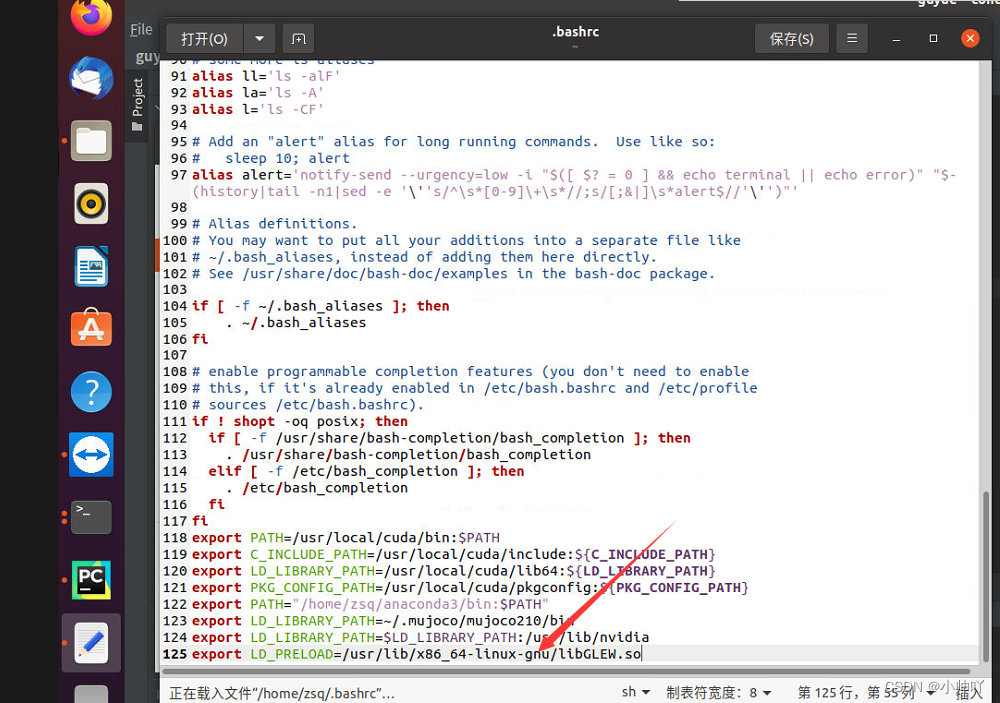 File
打开(O)
.bashrc
~
保存(S)
guy
Project
90 # some more ls aliases
91 alias ll='ls -alF'
92 alias la='ls -A'
93 alias l='ls -CF'
94
95 # Add an "alert" alias for long running commands.  Use like so:
96 #   sleep 10; alert
97 alias alert='notify-send --urgency=low -i "$([ $? = 0 ] && echo terminal || echo error)" "$-
(history|tail -n1|sed -e '\''s/^\s*[0-9]\+\s*//;s/[;&|]\s*alert$//'\'')"'
98
99 # Alias definitions.
100 # You may want to put all your additions into a separate file like
101 # ~/.bash_aliases, instead of adding them here directly.
102 # See /usr/share/doc/bash-doc/examples in the bash-doc package.
103
104 if [ -f ~/.bash_aliases ]; then
105     . ~/.bash_aliases
106 fi
107
108 # enable programmable completion features (you don't need to enable
109 # this, if it's already enabled in /etc/bash.bashrc and /etc/profile
110 # sources /etc/bash.bashrc).
111 if ! shopt -oq posix; then
112   if [ -f /usr/share/bash-completion/bash_completion ]; then
113     . /usr/share/bash-completion/bash_completion
114   elif [ -f /etc/bash_completion ]; then
115     . /etc/bash_completion
116   fi
117 fi
118 export PATH=/usr/local/cuda/bin:$PATH
119 export C_INCLUDE_PATH=/usr/local/cuda/include:${C_INCLUDE_PATH}
120 export LD_LIBRARY_PATH=/usr/local/cuda/lib64:${LD_LIBRARY_PATH}
121 export PKG_CONFIG_PATH=/usr/local/cuda/pkgconfig:${PKG_CONFIG_PATH}
122 export PATH="/home/zsq/anaconda3/bin:$PATH"
123 export LD_LIBRARY_PATH=~/.mujoco/mujoco210/bin
124 export LD_LIBRARY_PATH=$LD_LIBRARY_PATH:/usr/lib/nvidia
125 export LD_PRELOAD=/usr/lib/x86_64-linux-gnu/libGLEW.so
正在载入文件“/home/zsq/.bashrc”…
sh
制表符宽度：8
第 125 行，第 55 列
插入
CSDN @小帅吖
PC